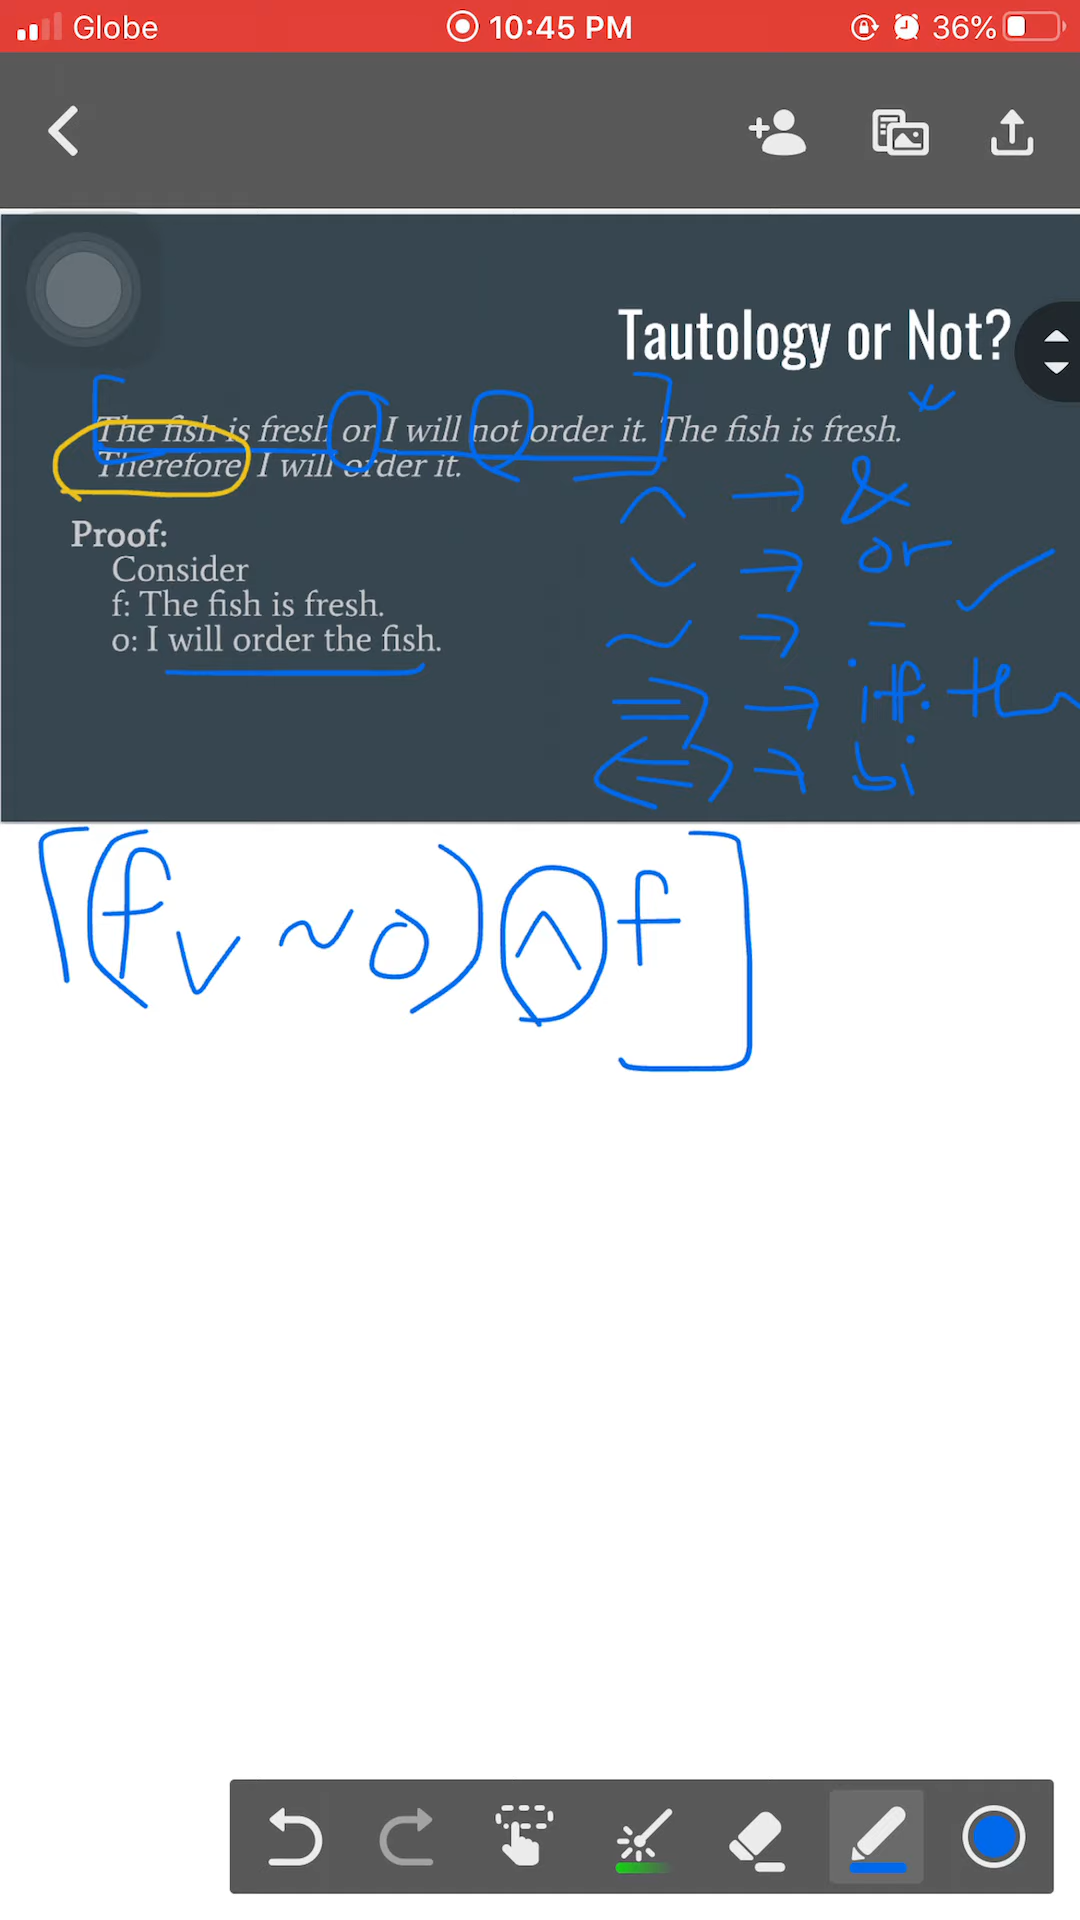 Globe 10:45 PM 36%
Tautology or Not?
The fish is fresh or I will not order it. The fish is fresh.
Therefore I will order it.
∧ → &
∨ → or
~ → -
⇒ → if. the
⇔ → bi
Proof:
Consider
f: The fish is fresh.
o: I will order the fish.
[(f ∨ ~ o) ∧ f]